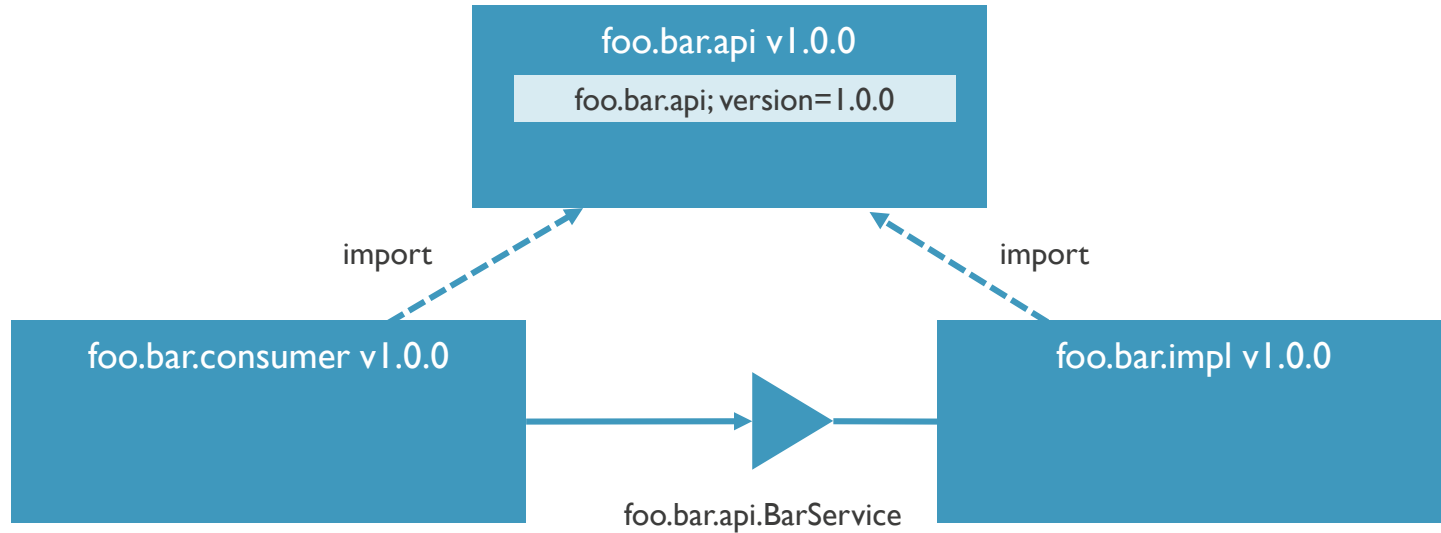 foo.bar.api v1.0.0
foo.bar.api; version=1.0.0
import
import
foo.bar.consumer v1.0.0
foo.bar.impl v1.0.0
foo.bar.api.BarService